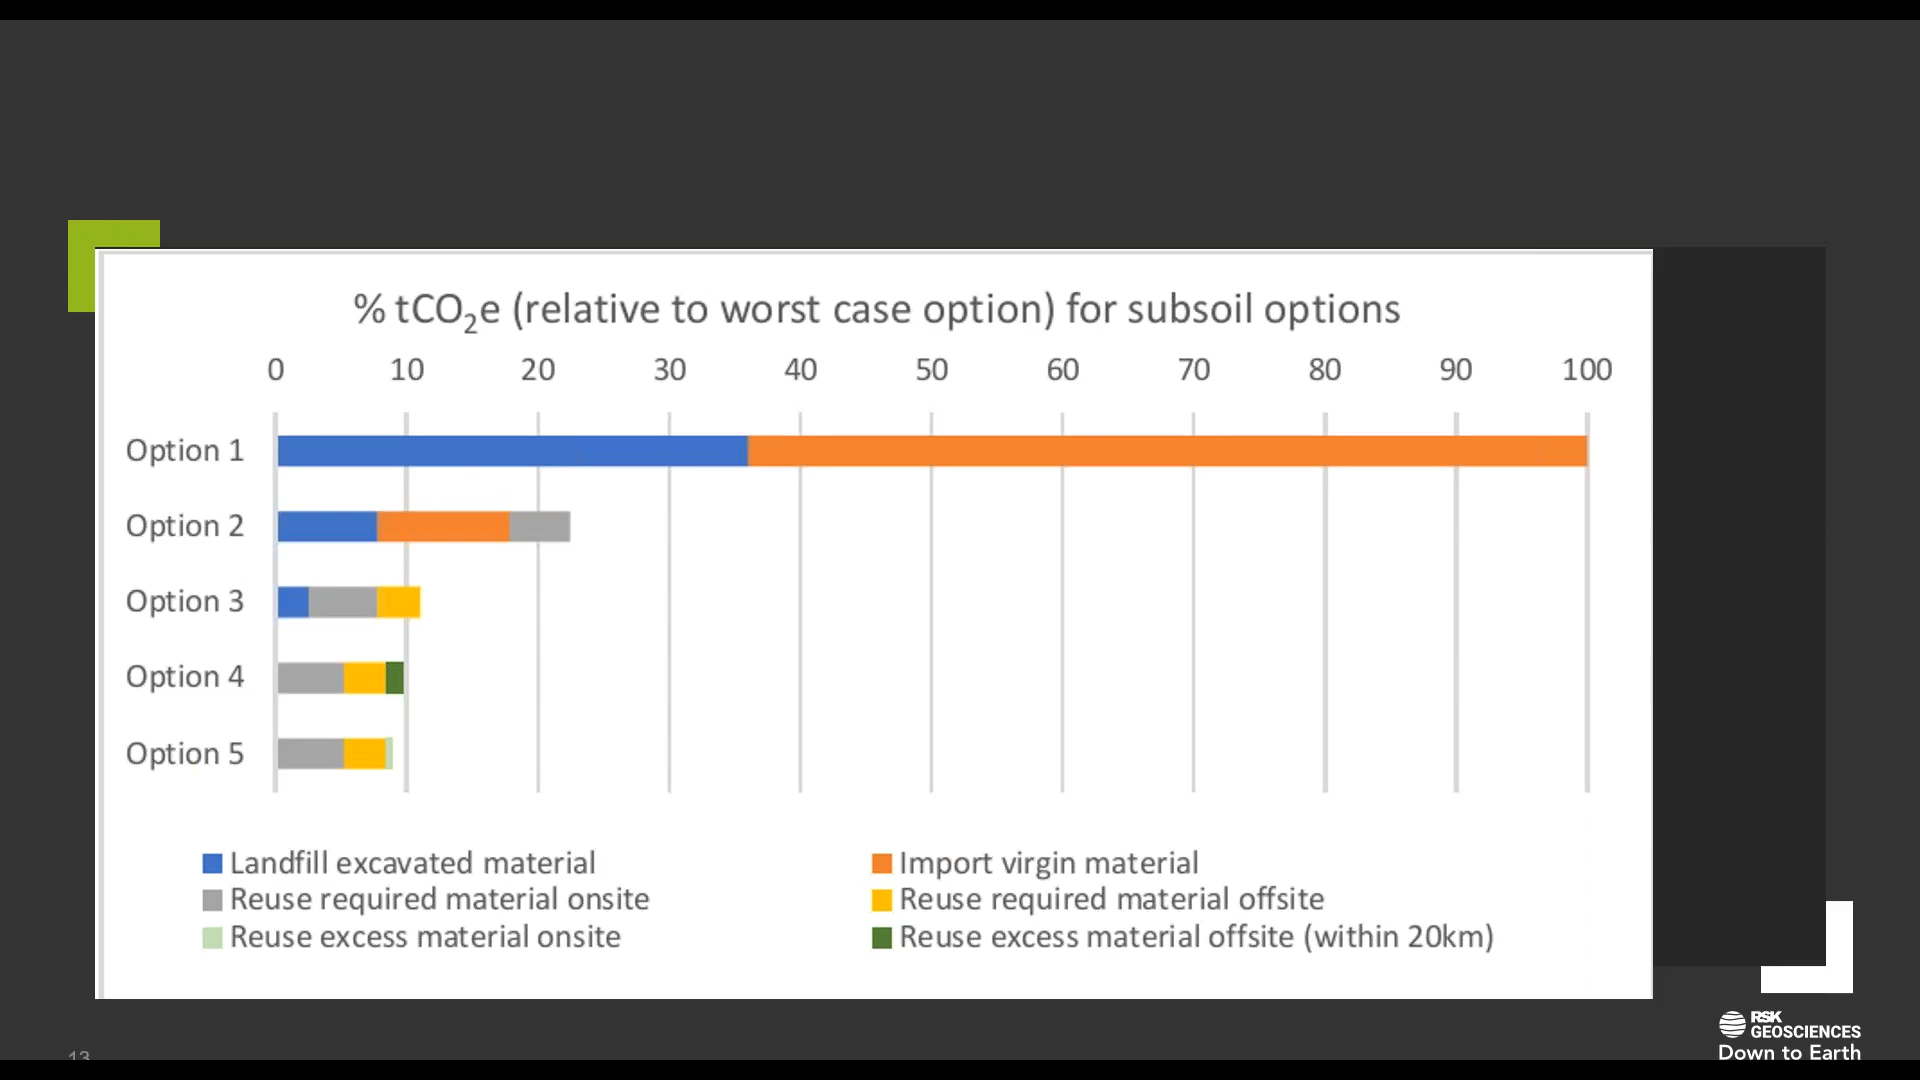 % tCO2e (relative to worst case option) for subsoil options
0 10 20 30 40 50 60 70 80 90 100
Option 1
Option 2
Option 3
Option 4
Option 5
Landfill excavated material
Import virgin material
Reuse required material onsite
Reuse required material offsite
Reuse excess material onsite
Reuse excess material offsite (within 20km)
RSK
GEOSCIENCES
Down to Earth
13